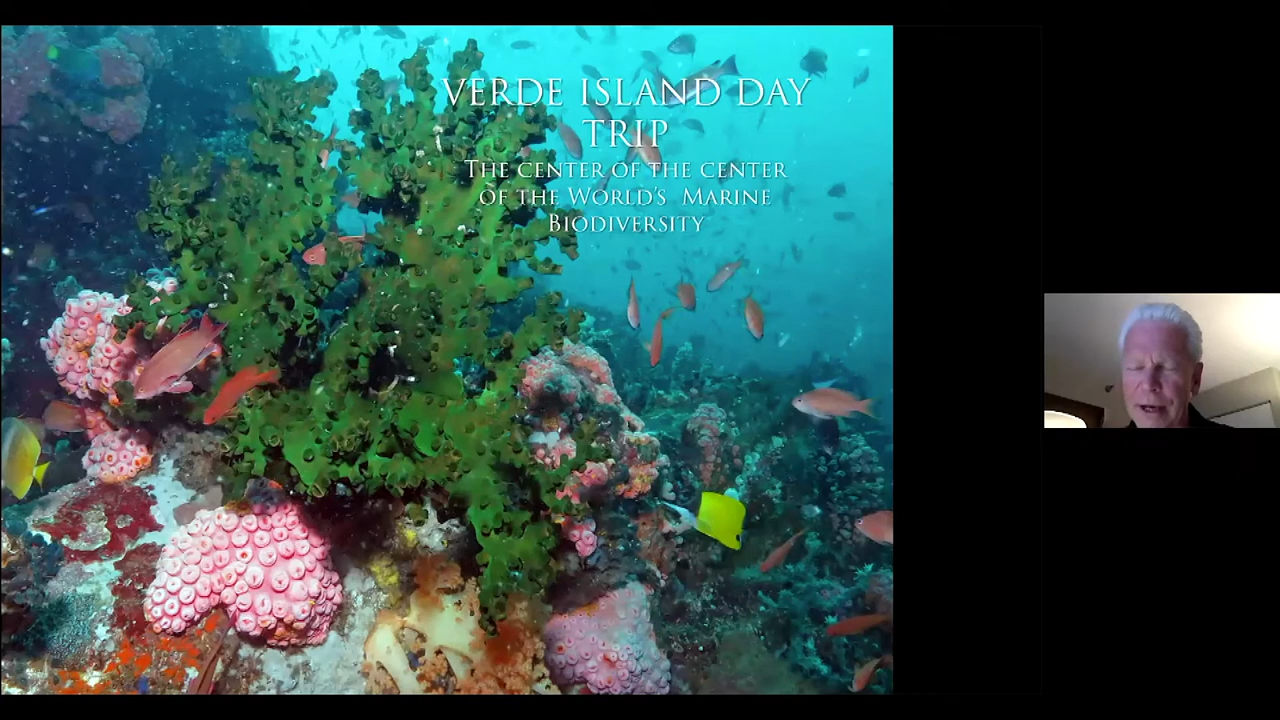 VERDE ISLAND DAY
TRIP
THE CENTER OF THE CENTER
OF THE WORLD'S MARINE
BIODIVERSITY